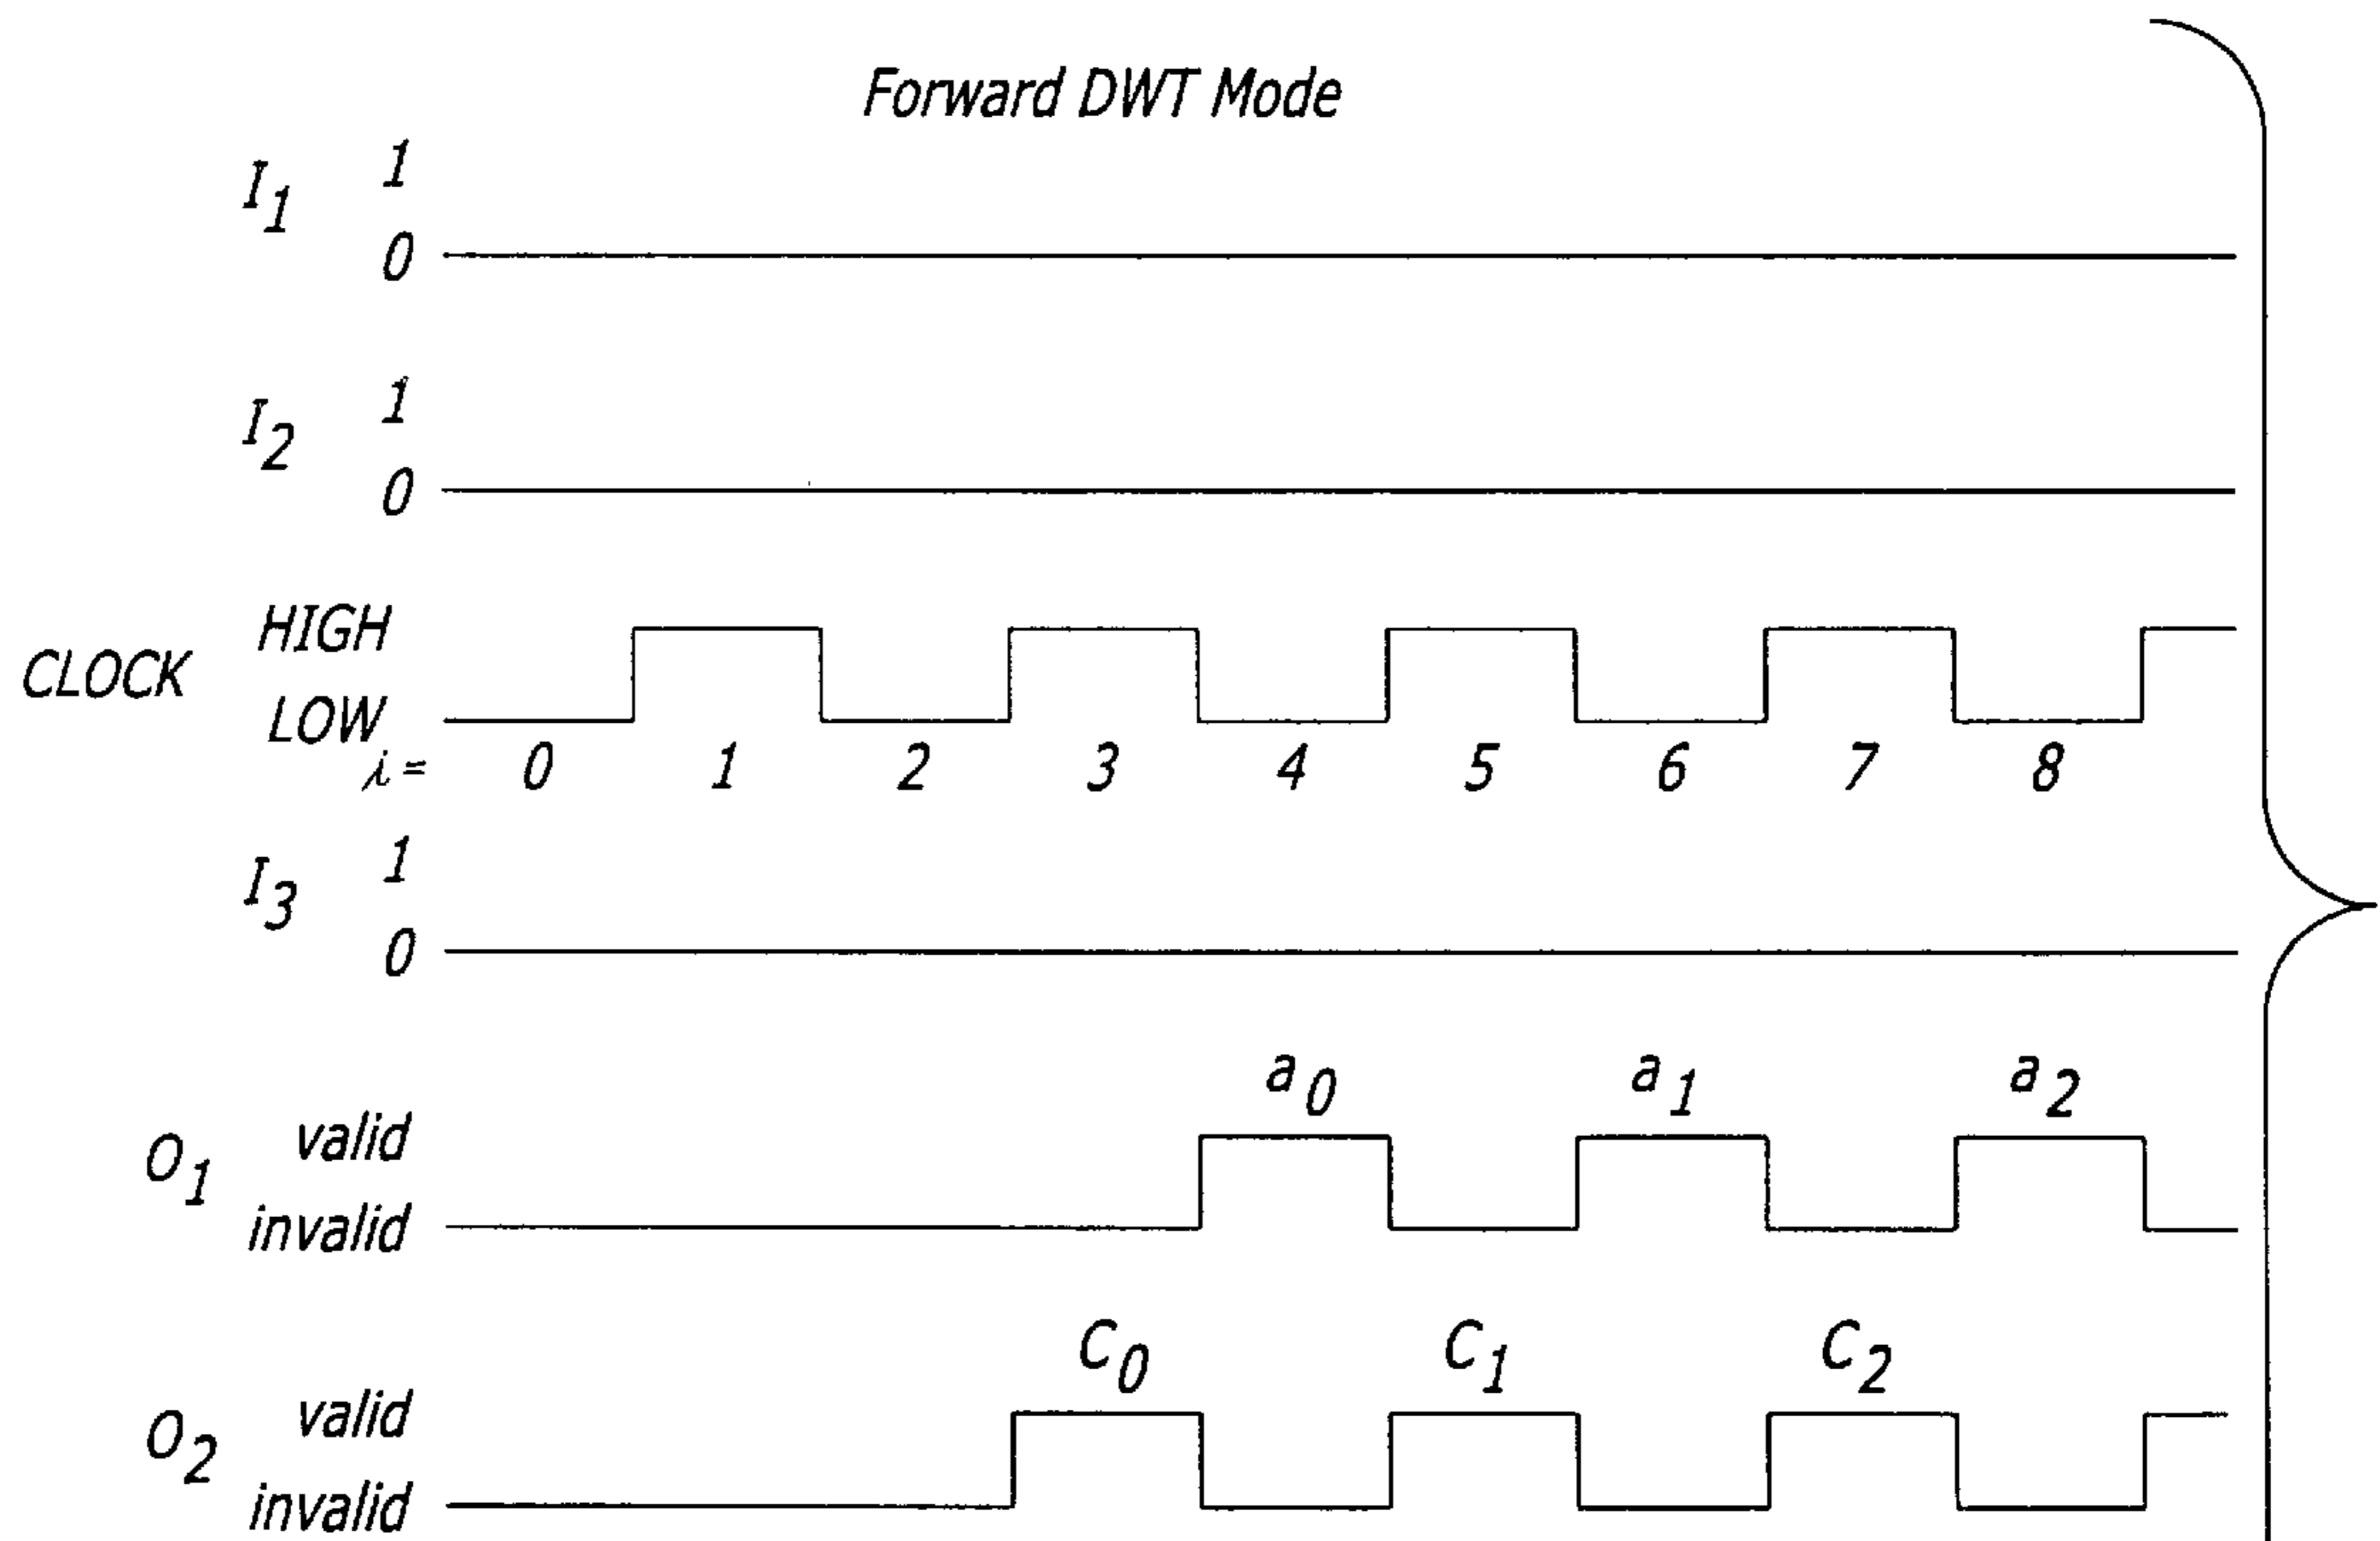 Forward DWT Mode
I1 1
0
I2 1
0
CLOCK HIGH
LOW
i= 0 1 2 3 4 5 6 7 8
I3 1
0
a0 a1 a2
O1 valid
invalid
C0 C1 C2
O2 valid
invalid